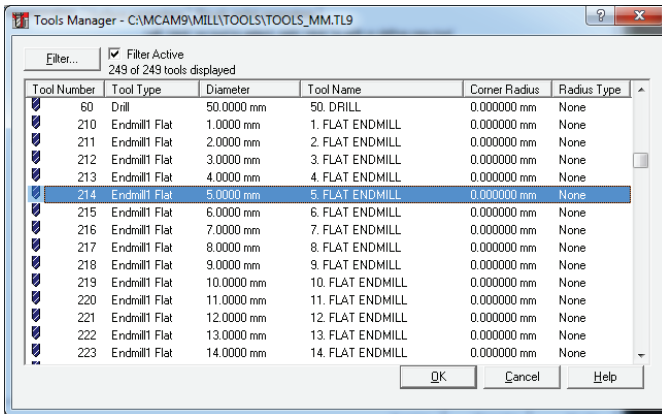 Tools Manager - C:\MCAM9\MILL\TOOLS\TOOLS_MM.TL9
Filter... Filter Active
249 of 249 tools displayed
Tool Number Tool Type Diameter Tool Name Corner Radius Radius Type
60 Drill 50.0000 mm 50. DRILL 0.000000 mm None
210 Endmill1 Flat 1.0000 mm 1. FLAT ENDMILL 0.000000 mm None
211 Endmill1 Flat 2.0000 mm 2. FLAT ENDMILL 0.000000 mm None
212 Endmill1 Flat 3.0000 mm 3. FLAT ENDMILL 0.000000 mm None
213 Endmill1 Flat 4.0000 mm 4. FLAT ENDMILL 0.000000 mm None
214 Endmill1 Flat 5.0000 mm 5. FLAT ENDMILL 0.000000 mm None
215 Endmill1 Flat 6.0000 mm 6. FLAT ENDMILL 0.000000 mm None
216 Endmill1 Flat 7.0000 mm 7. FLAT ENDMILL 0.000000 mm None
217 Endmill1 Flat 8.0000 mm 8. FLAT ENDMILL 0.000000 mm None
218 Endmill1 Flat 9.0000 mm 9. FLAT ENDMILL 0.000000 mm None
219 Endmill1 Flat 10.0000 mm 10. FLAT ENDMILL 0.000000 mm None
220 Endmill1 Flat 11.0000 mm 11. FLAT ENDMILL 0.000000 mm None
221 Endmill1 Flat 12.0000 mm 12. FLAT ENDMILL 0.000000 mm None
222 Endmill1 Flat 13.0000 mm 13. FLAT ENDMILL 0.000000 mm None
223 Endmill1 Flat 14.0000 mm 14. FLAT ENDMILL 0.000000 mm None
OK Cancel Help